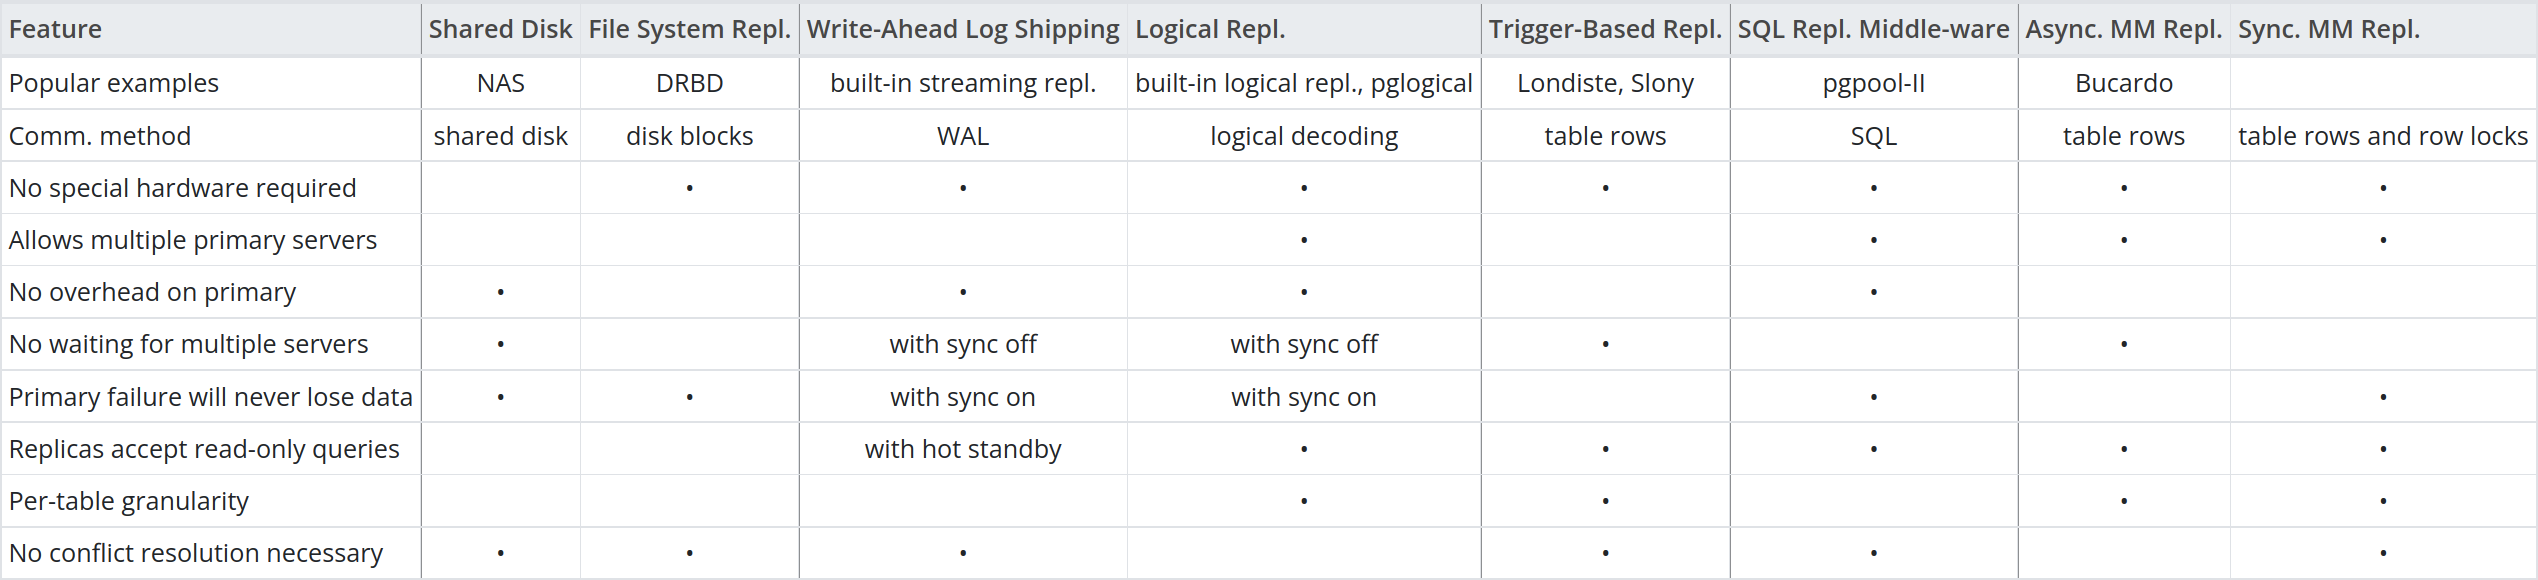 Feature Shared Disk File System Repl. Write-Ahead Log Shipping Logical Repl. Trigger-Based Repl. SQL Repl. Middle-ware Async. MM Repl. Sync. MM Repl.
Popular examples NAS DRBD built-in streaming repl. built-in logical repl., pglogical Londiste, Slony pgpool-II Bucardo
Comm. method shared disk disk blocks WAL logical decoding table rows SQL table rows table rows and row locks
No special hardware required • • • • • • •
Allows multiple primary servers • • • •
No overhead on primary • • • •
No waiting for multiple servers • with sync off with sync off • •
Primary failure will never lose data • • with sync on with sync on • •
Replicas accept read-only queries with hot standby • • • • •
Per-table granularity • • • •
No conflict resolution necessary • • • • • •